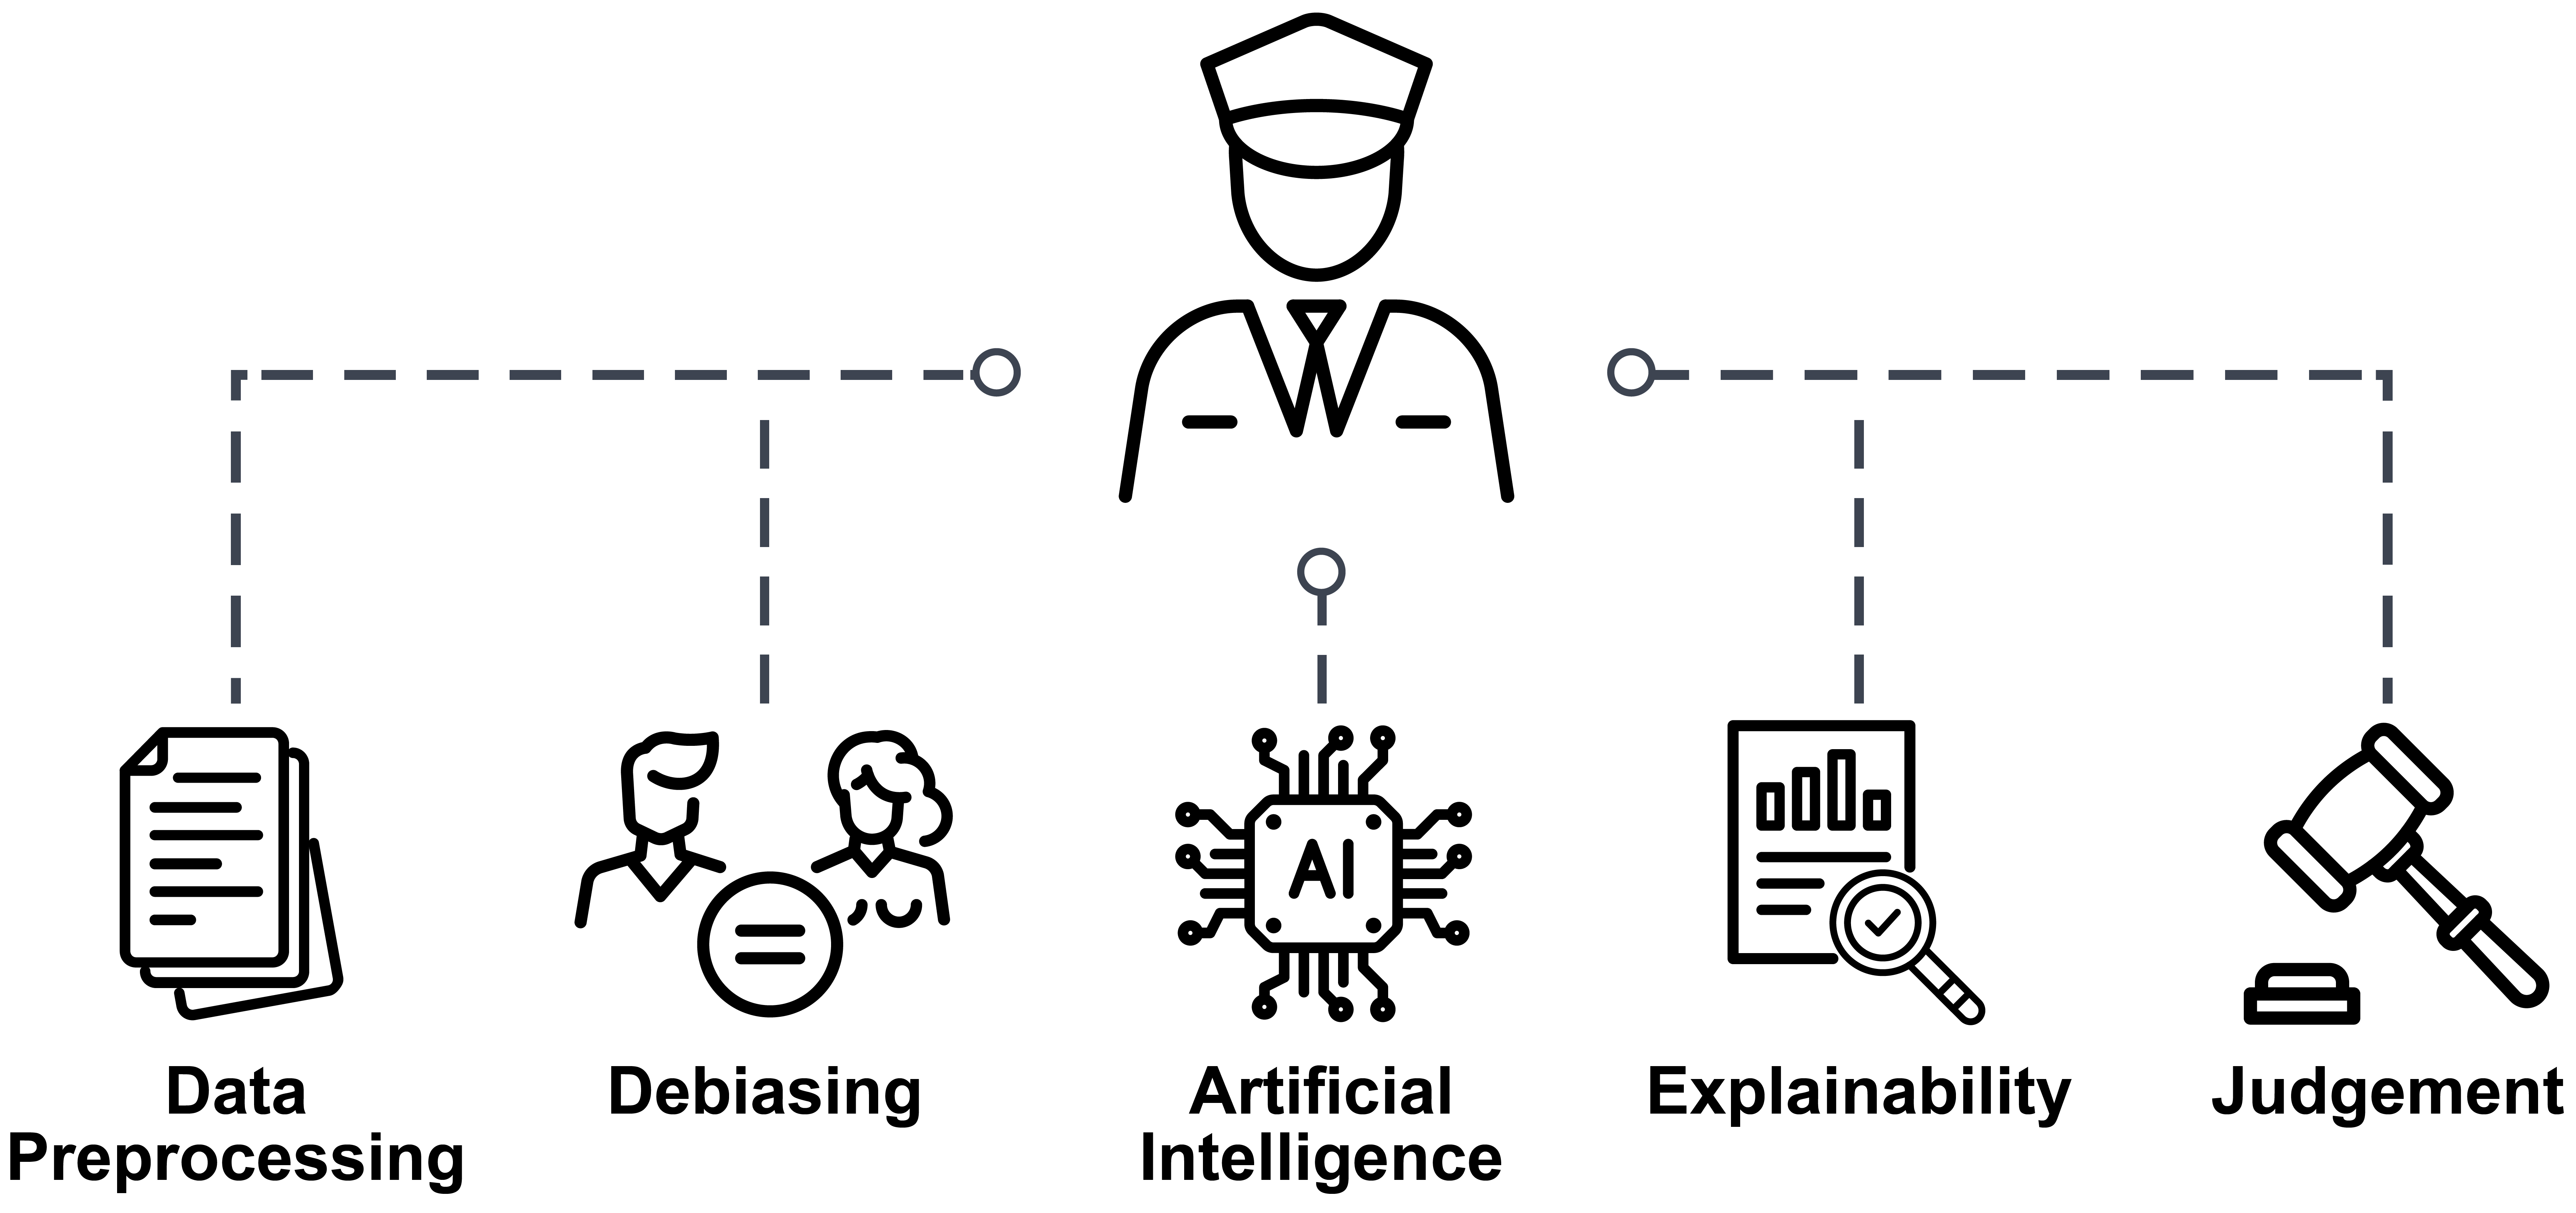 AI
Data
Preprocessing
Debiasing
Artificial
Intelligence
Explainability
Judgement